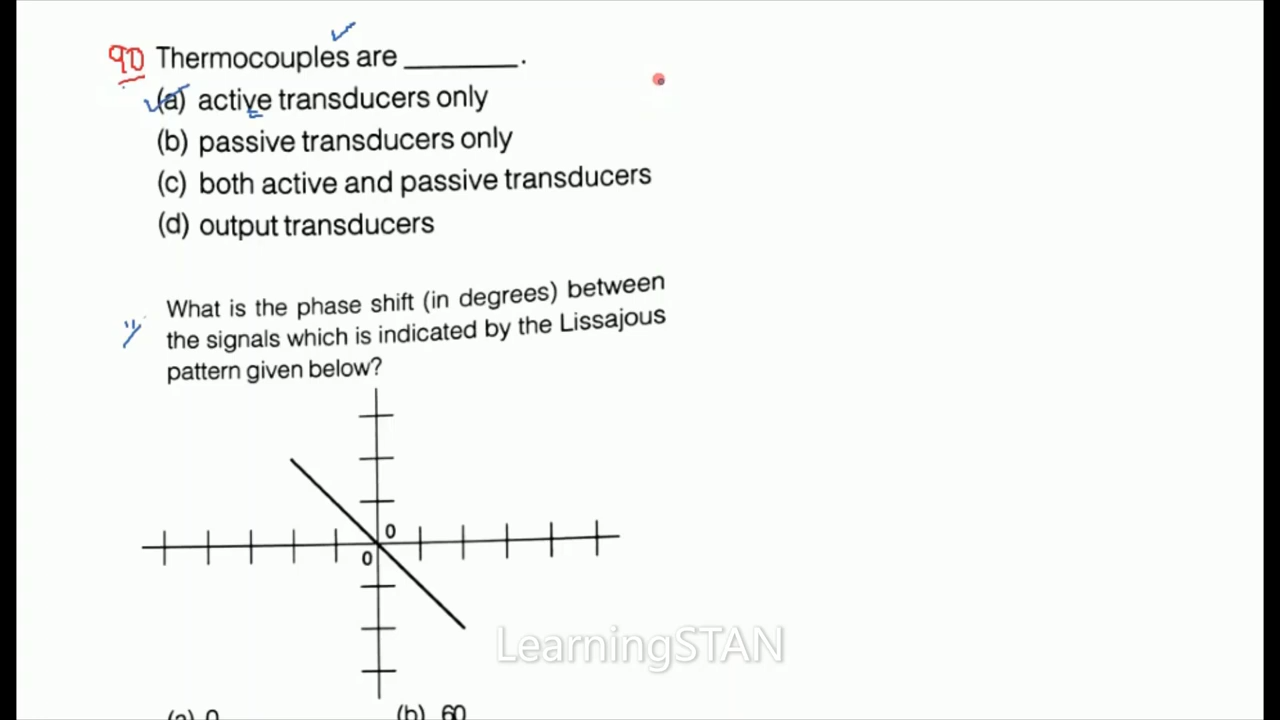 90 Thermocouples are ________.
(a) active transducers only
(b) passive transducers only
(c) both active and passive transducers
(d) output transducers
What is the phase shift (in degrees) between
the signals which is indicated by the Lissajous
pattern given below?
0
0
LearningSTAN
(a) 0 (b) 60